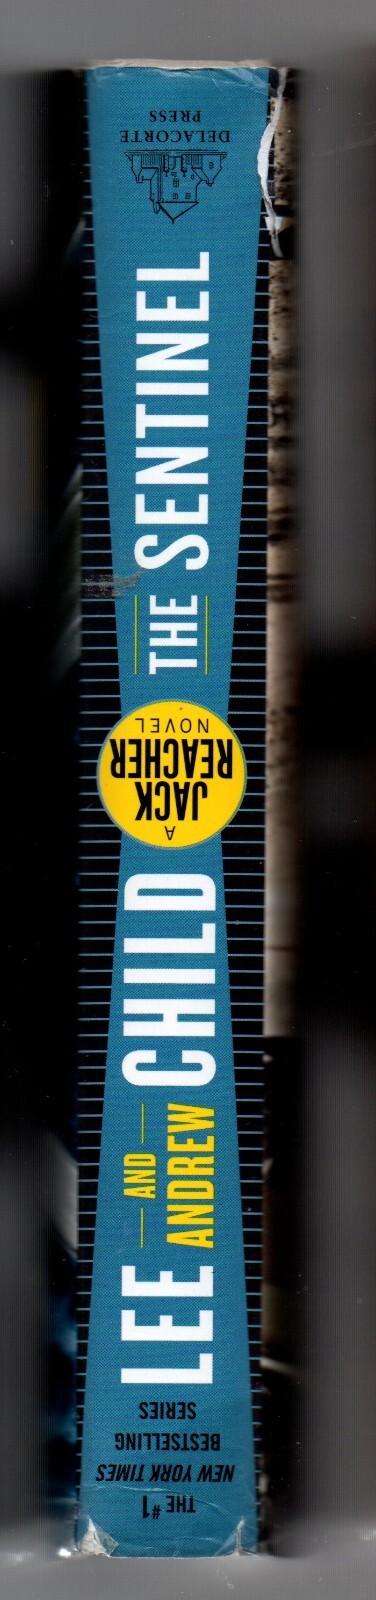 THE #1
NEW YORK TIMES
BESTSELLING
SERIES
LEE
AND
ANDREW
CHILD
A
JACK
REACHER
NOVEL
THE SENTINEL
DELACORTE
PRESS